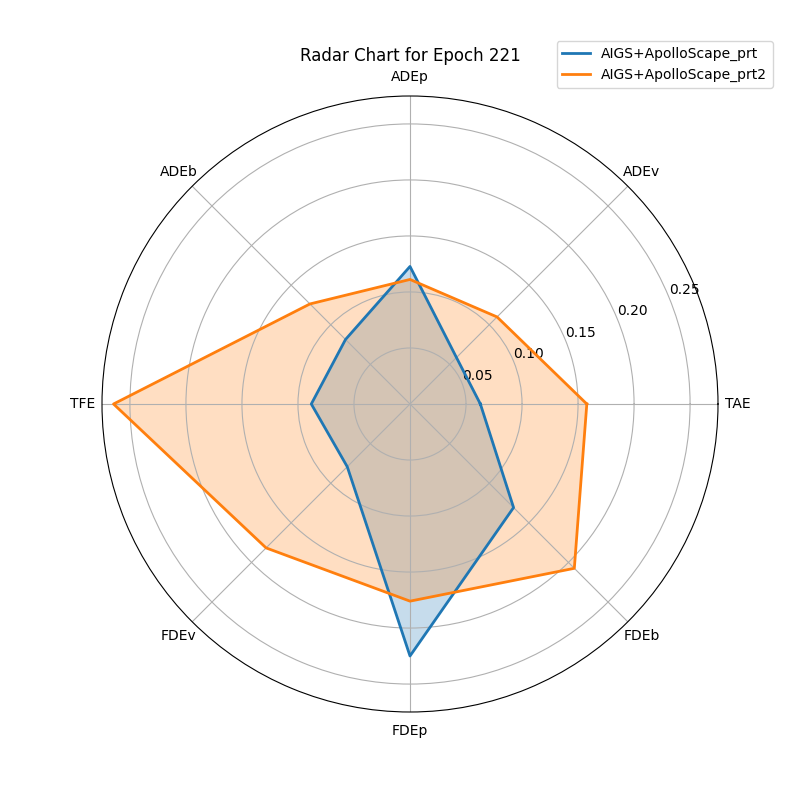 Radar Chart for Epoch 221
AIGS+ApolloScape_prt
AIGS+ApolloScape_prt2
ADEp
ADEb
ADEv
0.25
0.20
0.15
0.10
0.05
TFE
TAE
FDEv
FDEb
FDEp